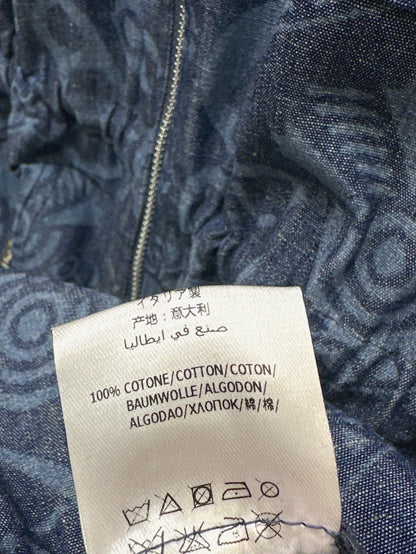 イタリア製
产地：意大利
صنع في ايطاليا
100% COTONE/COTTON/COTON/
BAUMWOLLE/ALGODON/
ALGODAO/ХЛОПОК/綿/棉/